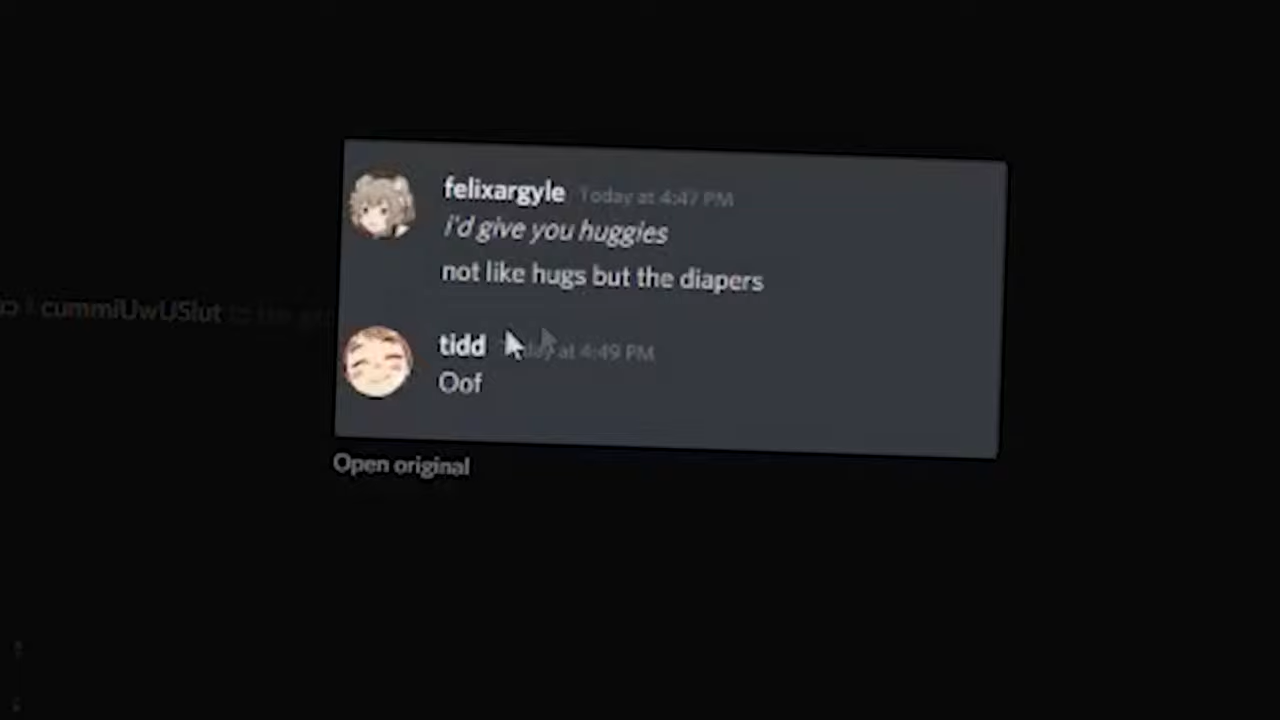 felixargyle Today at 4:47 PM
i'd give you huggies
not like hugs but the diapers
cummiUwUSlut
tidd at 4:49 PM
Oof
Open original